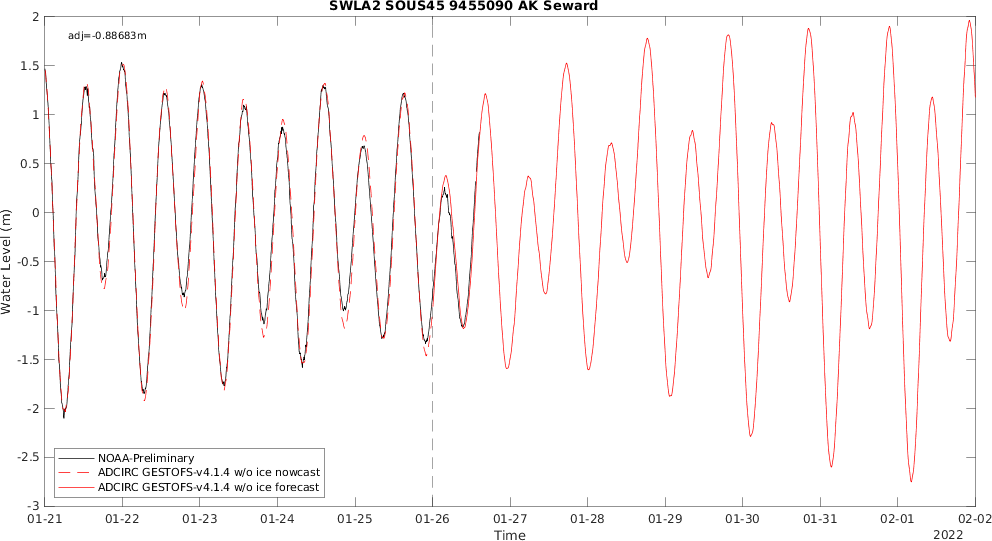 SWLA2 SOUS45 9455090 AK Seward
adj=-0.88683m
2
1.5
1
0.5
0
-0.5
-1
-1.5
-2
-2.5
-3
Water Level (m)
NOAA-Preliminary
ADCIRC GESTOFS-v4.1.4 w/o ice nowcast
ADCIRC GESTOFS-v4.1.4 w/o ice forecast
01-21 01-22 01-23 01-24 01-25 01-26 01-27 01-28 01-29 01-30 01-31 02-01 02-02
Time
2022